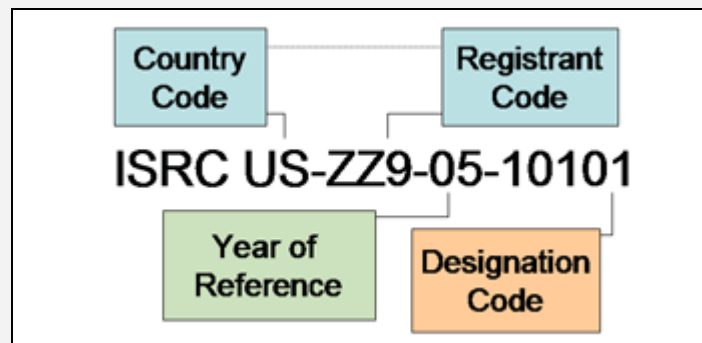 Country
Code
Registrant
Code
ISRC US-ZZ9-05-10101
Year of
Reference
Designation
Code